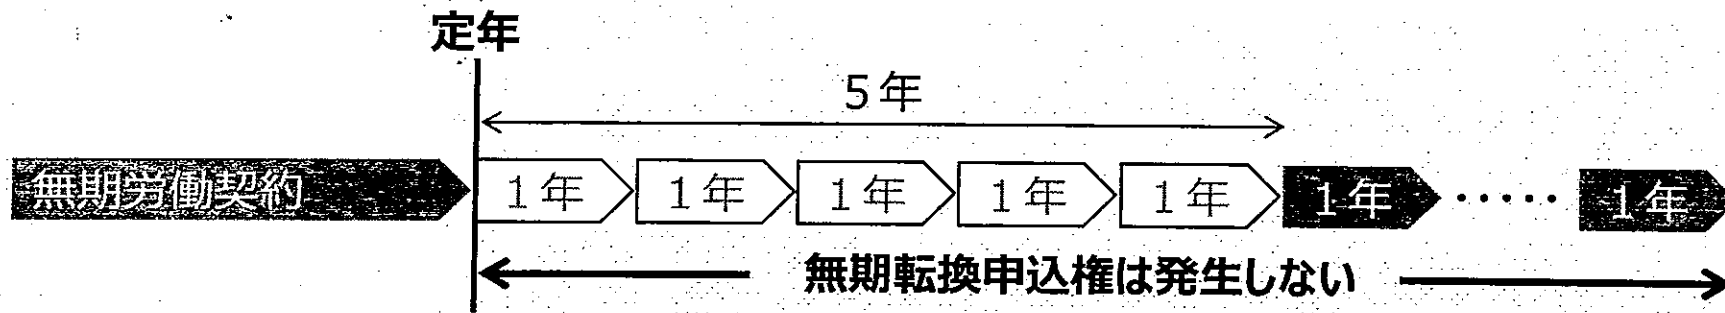 定年
5年
無期労働契約
1年
1年
1年
1年
1年
1年
・・・・・
1年
無期転換申込権は発生しない